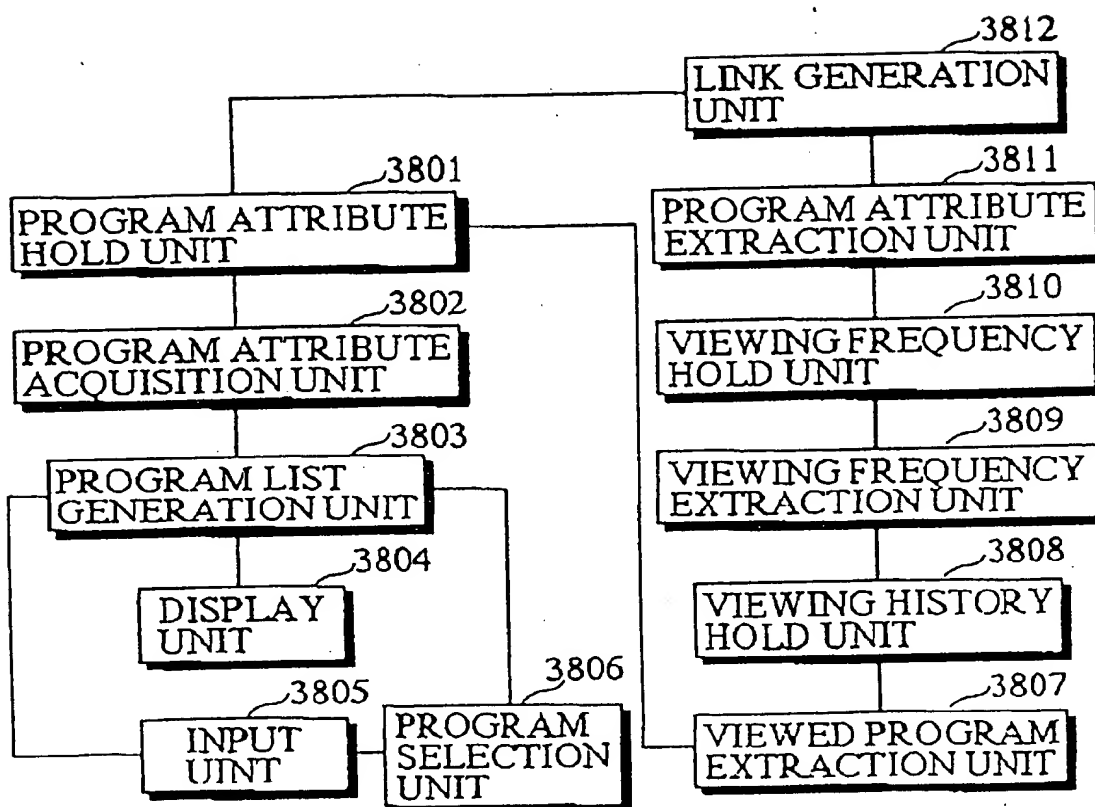 3812
LINK GENERATION
UNIT
3801
PROGRAM ATTRIBUTE
HOLD UNIT
3811
PROGRAM ATTRIBUTE
EXTRACTION UNIT
3802
PROGRAM ATTRIBUTE
ACQUISITION UNIT
3810
VIEWING FREQUENCY
HOLD UNIT
3803
PROGRAM LIST
GENERATION UNIT
3809
VIEWING FREQUENCY
EXTRACTION UNIT
3804
DISPLAY
UNIT
3808
VIEWING HISTORY
HOLD UNIT
3805
INPUT
UINT
3806
PROGRAM
SELECTION
UNIT
3807
VIEWED PROGRAM
EXTRACTION UNIT